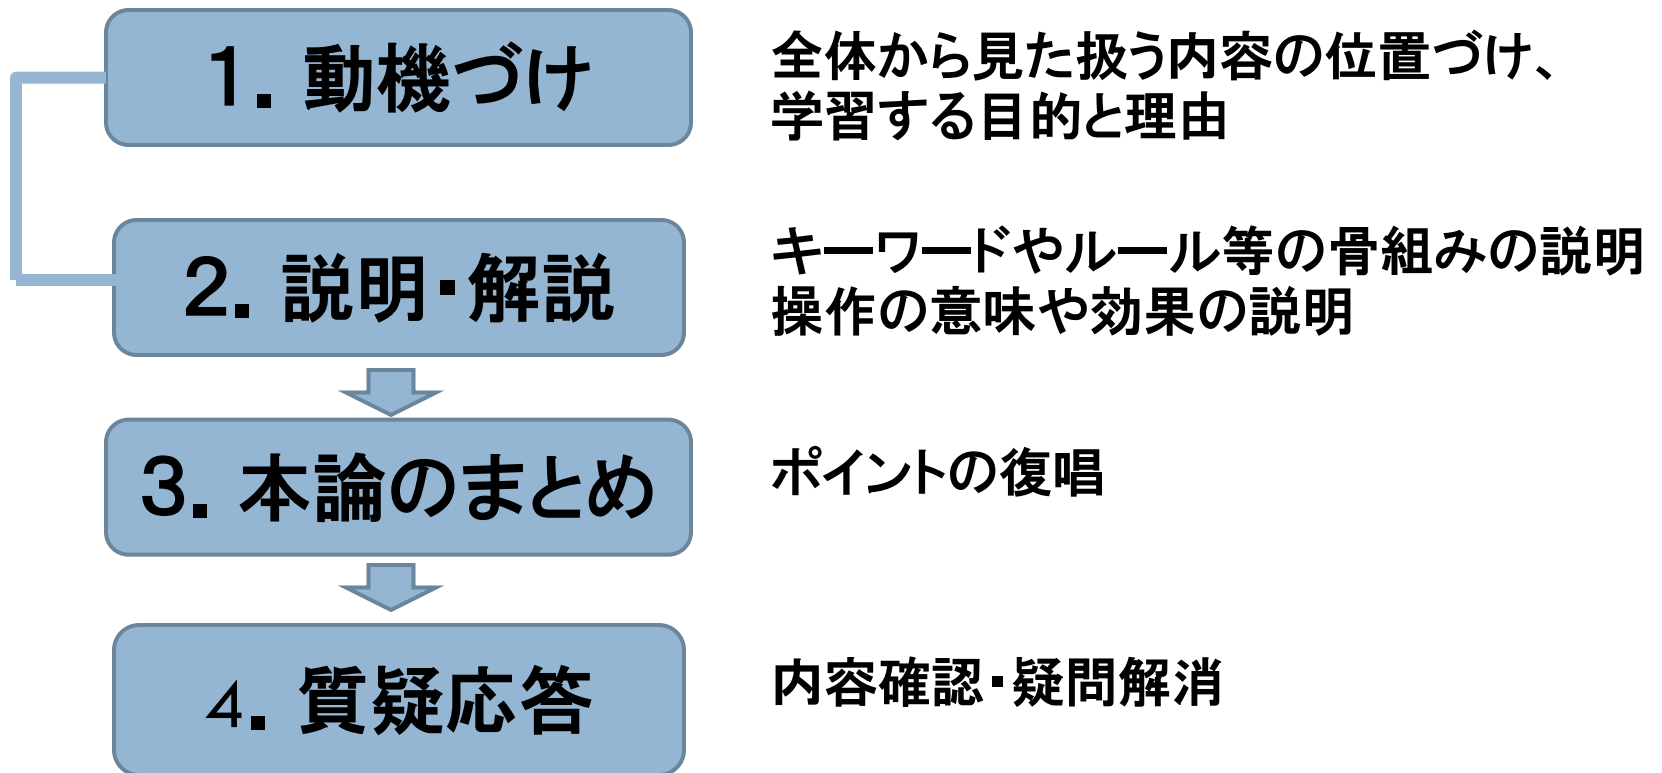 １．動機づけ
全体から見た扱う内容の位置づけ、
学習する目的と理由
２．説明・解説
キーワードやルール等の骨組みの説明
操作の意味や効果の説明
３．本論のまとめ
ポイントの復唱
４．質疑応答
内容確認・疑問解消